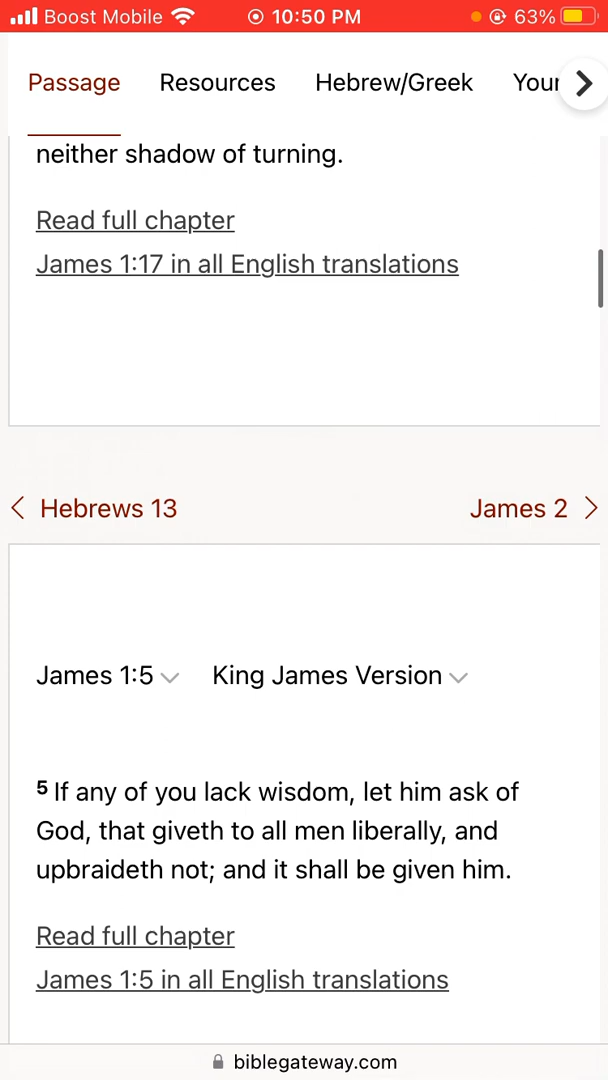 Boost Mobile 10:50 PM 63%
Passage Resources Hebrew/Greek Your
neither shadow of turning.
Read full chapter
James 1:17 in all English translations
Hebrews 13 James 2
James 1:5 King James Version
5 If any of you lack wisdom, let him ask of
God, that giveth to all men liberally, and
upbraideth not; and it shall be given him.
Read full chapter
James 1:5 in all English translations
biblegateway.com